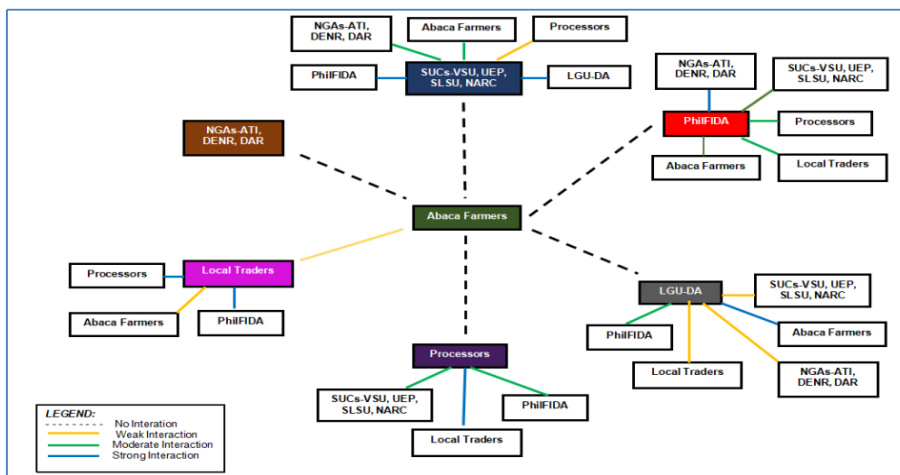 NGAs-ATI,
DENR, DAR
Abaca Farmers
Processors
PhilFIDA
SUCs-VSU, UEP,
SLSU, NARC
LGU-DA
NGAs-ATI,
DENR, DAR
SUCs-VSU, UEP,
SLSU, NARC
PhilFIDA
Processors
Abaca Farmers
Local Traders
NGAs-ATI,
DENR, DAR
Abaca Farmers
Processors
Local Traders
Abaca Farmers
PhilFIDA
LGU-DA
SUCs-VSU, UEP,
SLSU, NARC
PhilFIDA
Abaca Farmers
Local Traders
NGAs-ATI,
DENR, DAR
Processors
SUCs-VSU, UEP,
SLSU, NARC
PhilFIDA
Local Traders
LEGEND:
No Interation
Weak Interaction
Moderate Interaction
Strong Interaction